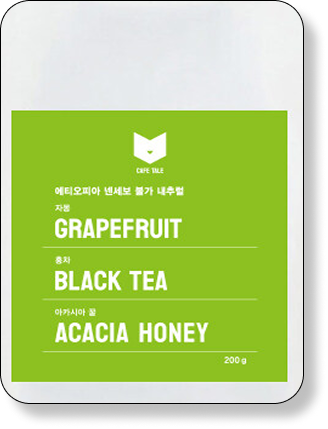 CAFE TALE
에티오피아 넨세보 불가 내추럴
자몽
GRAPEFRUIT
홍차
BLACK TEA
아카시아 꿀
ACACIA HONEY
200g